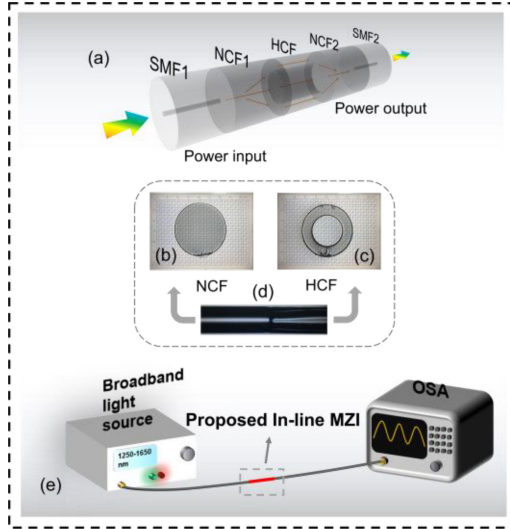 (a)
SMF1
NCF1
HCF
NCF2
SMF2
Power output
Power input
(b)
(c)
NCF
(d)
HCF
Broadband
light
source
OSA
Proposed In-line MZI
1250-1650
nm
(e)